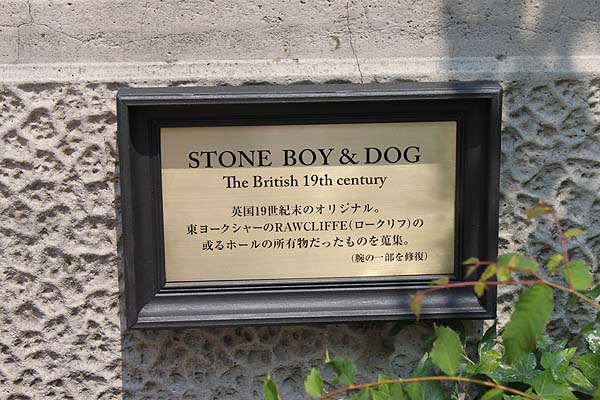 STONE BOY & DOG
The British 19th century
英国19世紀末のオリジナル。
東ヨークシャーのRAWCLIFFE(ロークリフ)の
或るホールの所有物だったものを蒐集。
(腕の一部を修復)